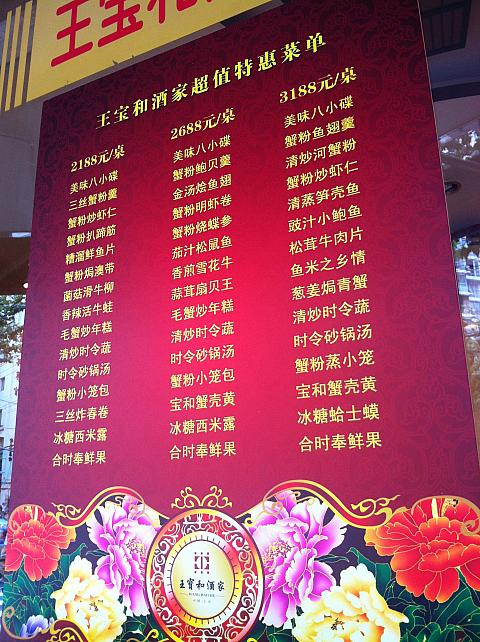 王宝和
王宝和酒家超值特惠菜单
2188元/桌
美味八小碟
三丝蟹粉羹
蟹粉炒虾仁
蟹粉扒蹄筋
糟溜鲜鱼片
蟹粉焗澳带
菌菇滑牛柳
香辣活牛蛙
毛蟹炒年糕
清炒时令蔬
时令砂锅汤
蟹粉小笼包
三丝炸春卷
冰糖西米露
合时奉鲜果
2688元/桌
美味八小碟
蟹粉鲍贝羹
金汤烩鱼翅
蟹粉明虾卷
蟹粉烧蝶参
茄汁松鼠鱼
香煎雪花牛
蒜茸扇贝王
毛蟹炒年糕
清炒时令蔬
时令砂锅汤
蟹粉小笼包
宝和蟹壳黄
冰糖西米露
合时奉鲜果
3188元/桌
美味八小碟
蟹粉鱼翅羹
清炒河蟹粉
蟹粉炒虾仁
清蒸笋壳鱼
豉汁小鲍鱼
松茸牛肉片
鱼米之乡情
葱姜焗青蟹
清炒时令蔬
时令砂锅汤
蟹粉蒸小笼
宝和蟹壳黄
冰糖蛤士蟆
合时奉鲜果
王寳和酒家